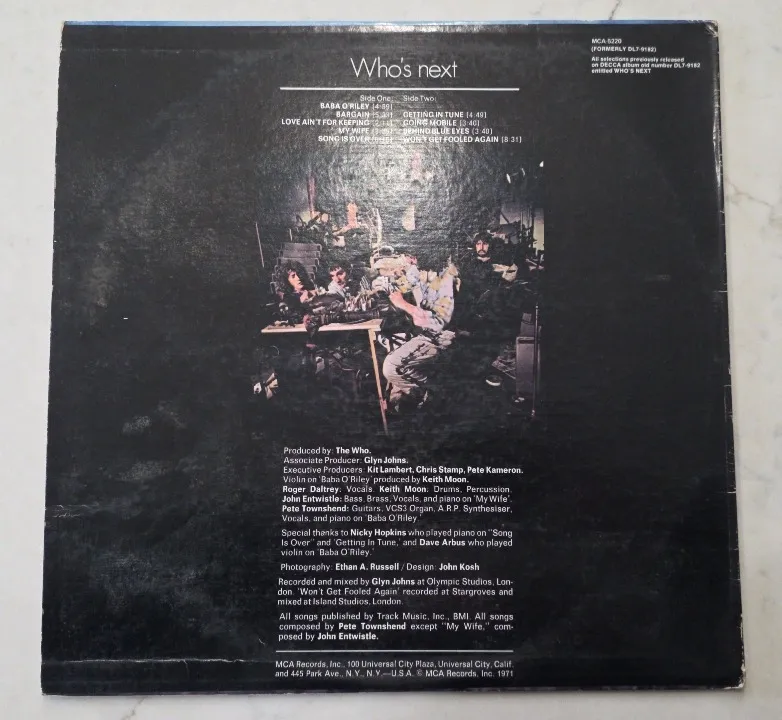 MCA-5220
(FORMERLY DL7-9182)
All selections previously released
on DECCA album old number DL7-9182
entitled WHO'S NEXT
Who's next
Side One: Side Two:
BABA O'RILEY [4:59]
BARGAIN GETTING IN TUNE [4:49]
LOVE AIN'T FOR KEEPING GOING MOBILE [3:40]
MY WIFE BEHIND BLUE EYES [3:40]
SONG IS OVER WON'T GET FOOLED AGAIN [8:31]
Produced by: The Who.
Associate Producer: Glyn Johns.
Executive Producers: Kit Lambert, Chris Stamp, Pete Kameron.
Violin on 'Baba O'Riley' produced by Keith Moon.
Roger Daltrey: Vocals. Keith Moon: Drums, Percussion.
John Entwistle: Bass, Brass, Vocals, and piano on 'My Wife'.
Pete Townshend: Guitars, VCS3 Organ, A.R.P. Synthesiser,
Vocals, and piano on 'Baba O'Riley.'
Special thanks to Nicky Hopkins who played piano on "Song
Is Over" and 'Getting In Tune,' and Dave Arbus who played
violin on 'Baba O'Riley.'
Photography: Ethan A. Russell / Design: John Kosh
Recorded and mixed by Glyn Johns at Olympic Studios, Lon-
don. 'Won't Get Fooled Again' recorded at Stargroves and
mixed at Island Studios, London.
All songs published by Track Music, Inc., BMI. All songs
composed by Pete Townshend except "My Wife," com-
posed by John Entwistle.
MCA Records, Inc., 100 Universal City Plaza, Universal City, Calif.
and 445 Park Ave., N.Y., N.Y.—U.S.A. © MCA Records, Inc. 1971